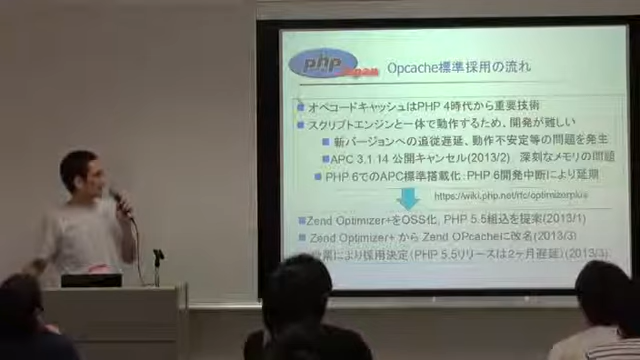 php
Opcache標準採用の流れ
オペコードキャッシュはPHP 4時代から重要技術
スクリプトエンジンと一体で動作するため、開発が難しい
新バージョンへの追従遅延、動作不安定等の問題を発生
APC 3.1.14 公開キャンセル(2013/2) 深刻なメモリの問題
PHP 6でのAPC標準搭載化:PHP 6開発中断により延期
https://wiki.php.net/rfc/optimizerplus
Zend Optimizer+をOSS化, PHP 5.5組込を提案(2013/1)
Zend Optimizer+ から Zend OPcacheに改名(2013/3)
投票により採用決定(PHP 5.5リリースは2ヶ月遅延)(2013/3)